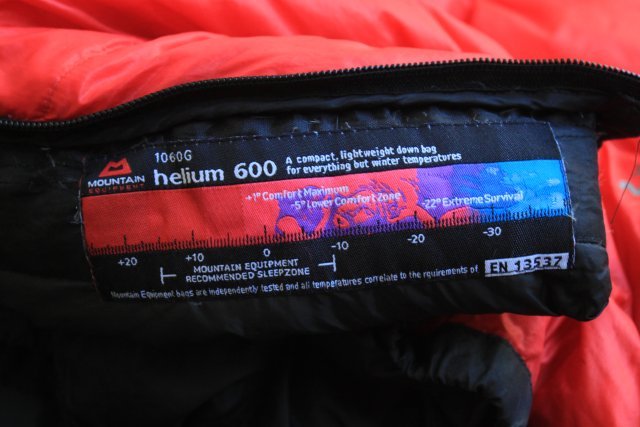 1060G
MOUNTAIN
EQUIPMENT
helium 600
A compact, lightweight down bag
for everything but winter temperatures
+1° Comfort Maximum
-5° Lower Comfort Zone
-22° Extreme Survival
+20 +10 0 -10 -20 -30
MOUNTAIN EQUIPMENT
RECOMMENDED SLEEPZONE
Mountain Equipment bags are independently tested and all temperatures correlate to the requirements of
EN 13537